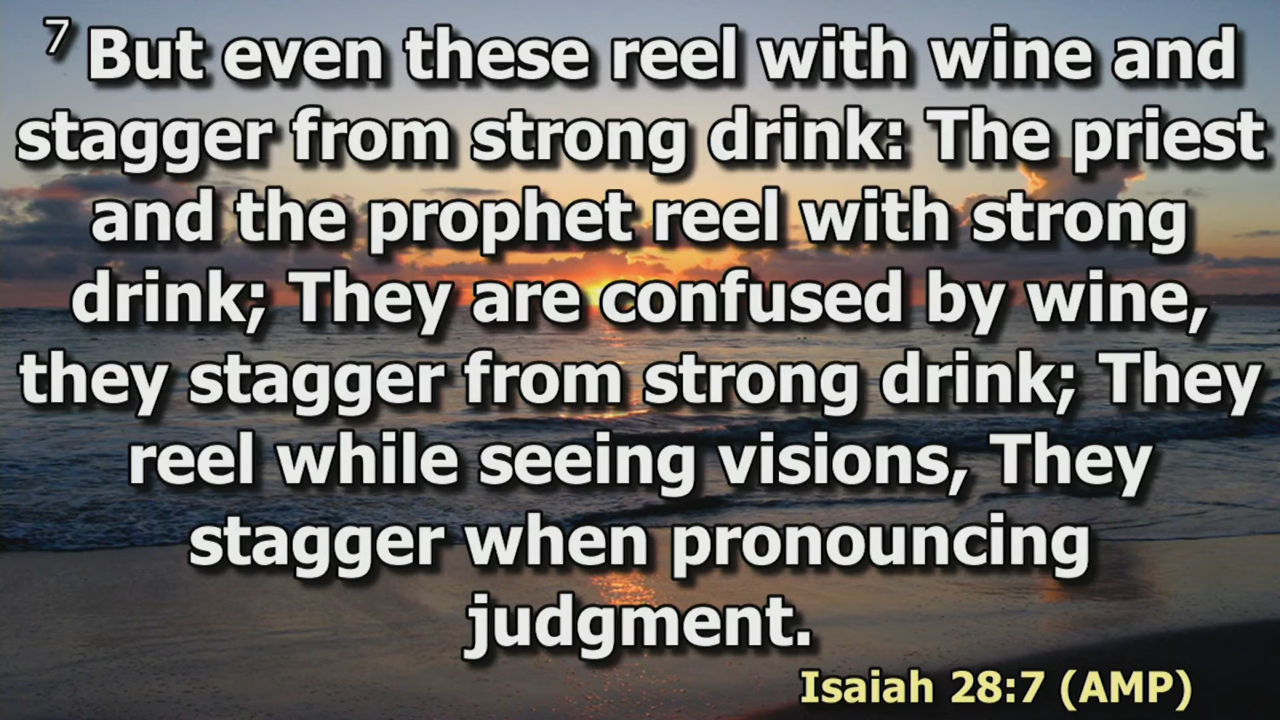 7 But even these reel with wine and
stagger from strong drink: The priest
and the prophet reel with strong
drink; They are confused by wine,
they stagger from strong drink; They
reel while seeing visions, They
stagger when pronouncing
judgment.
Isaiah 28:7 (AMP)